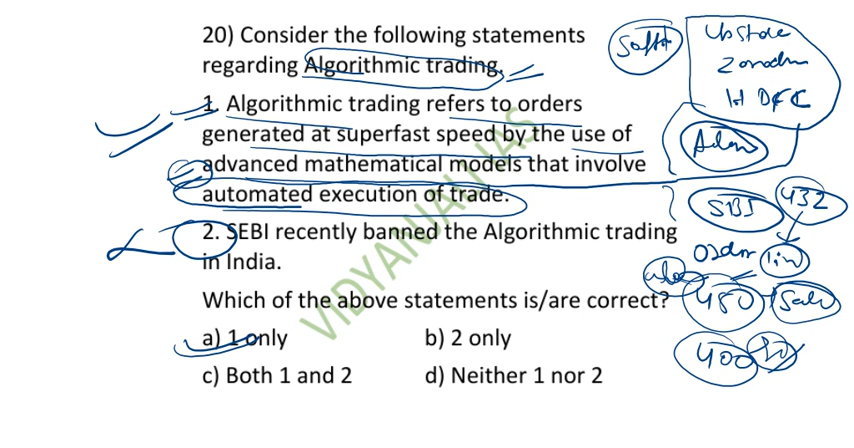 20) Consider the following statements
regarding Algorithmic trading.
1. Algorithmic trading refers to orders
generated at superfast speed by the use of
advanced mathematical models that involve
automated execution of trade.
2. SEBI recently banned the Algorithmic trading
in India.
Which of the above statements is/are correct?
a) 1 only
b) 2 only
c) Both 1 and 2
d) Neither 1 nor 2
VIDYANJALI IAS
HDFC
SBI
432
480
400